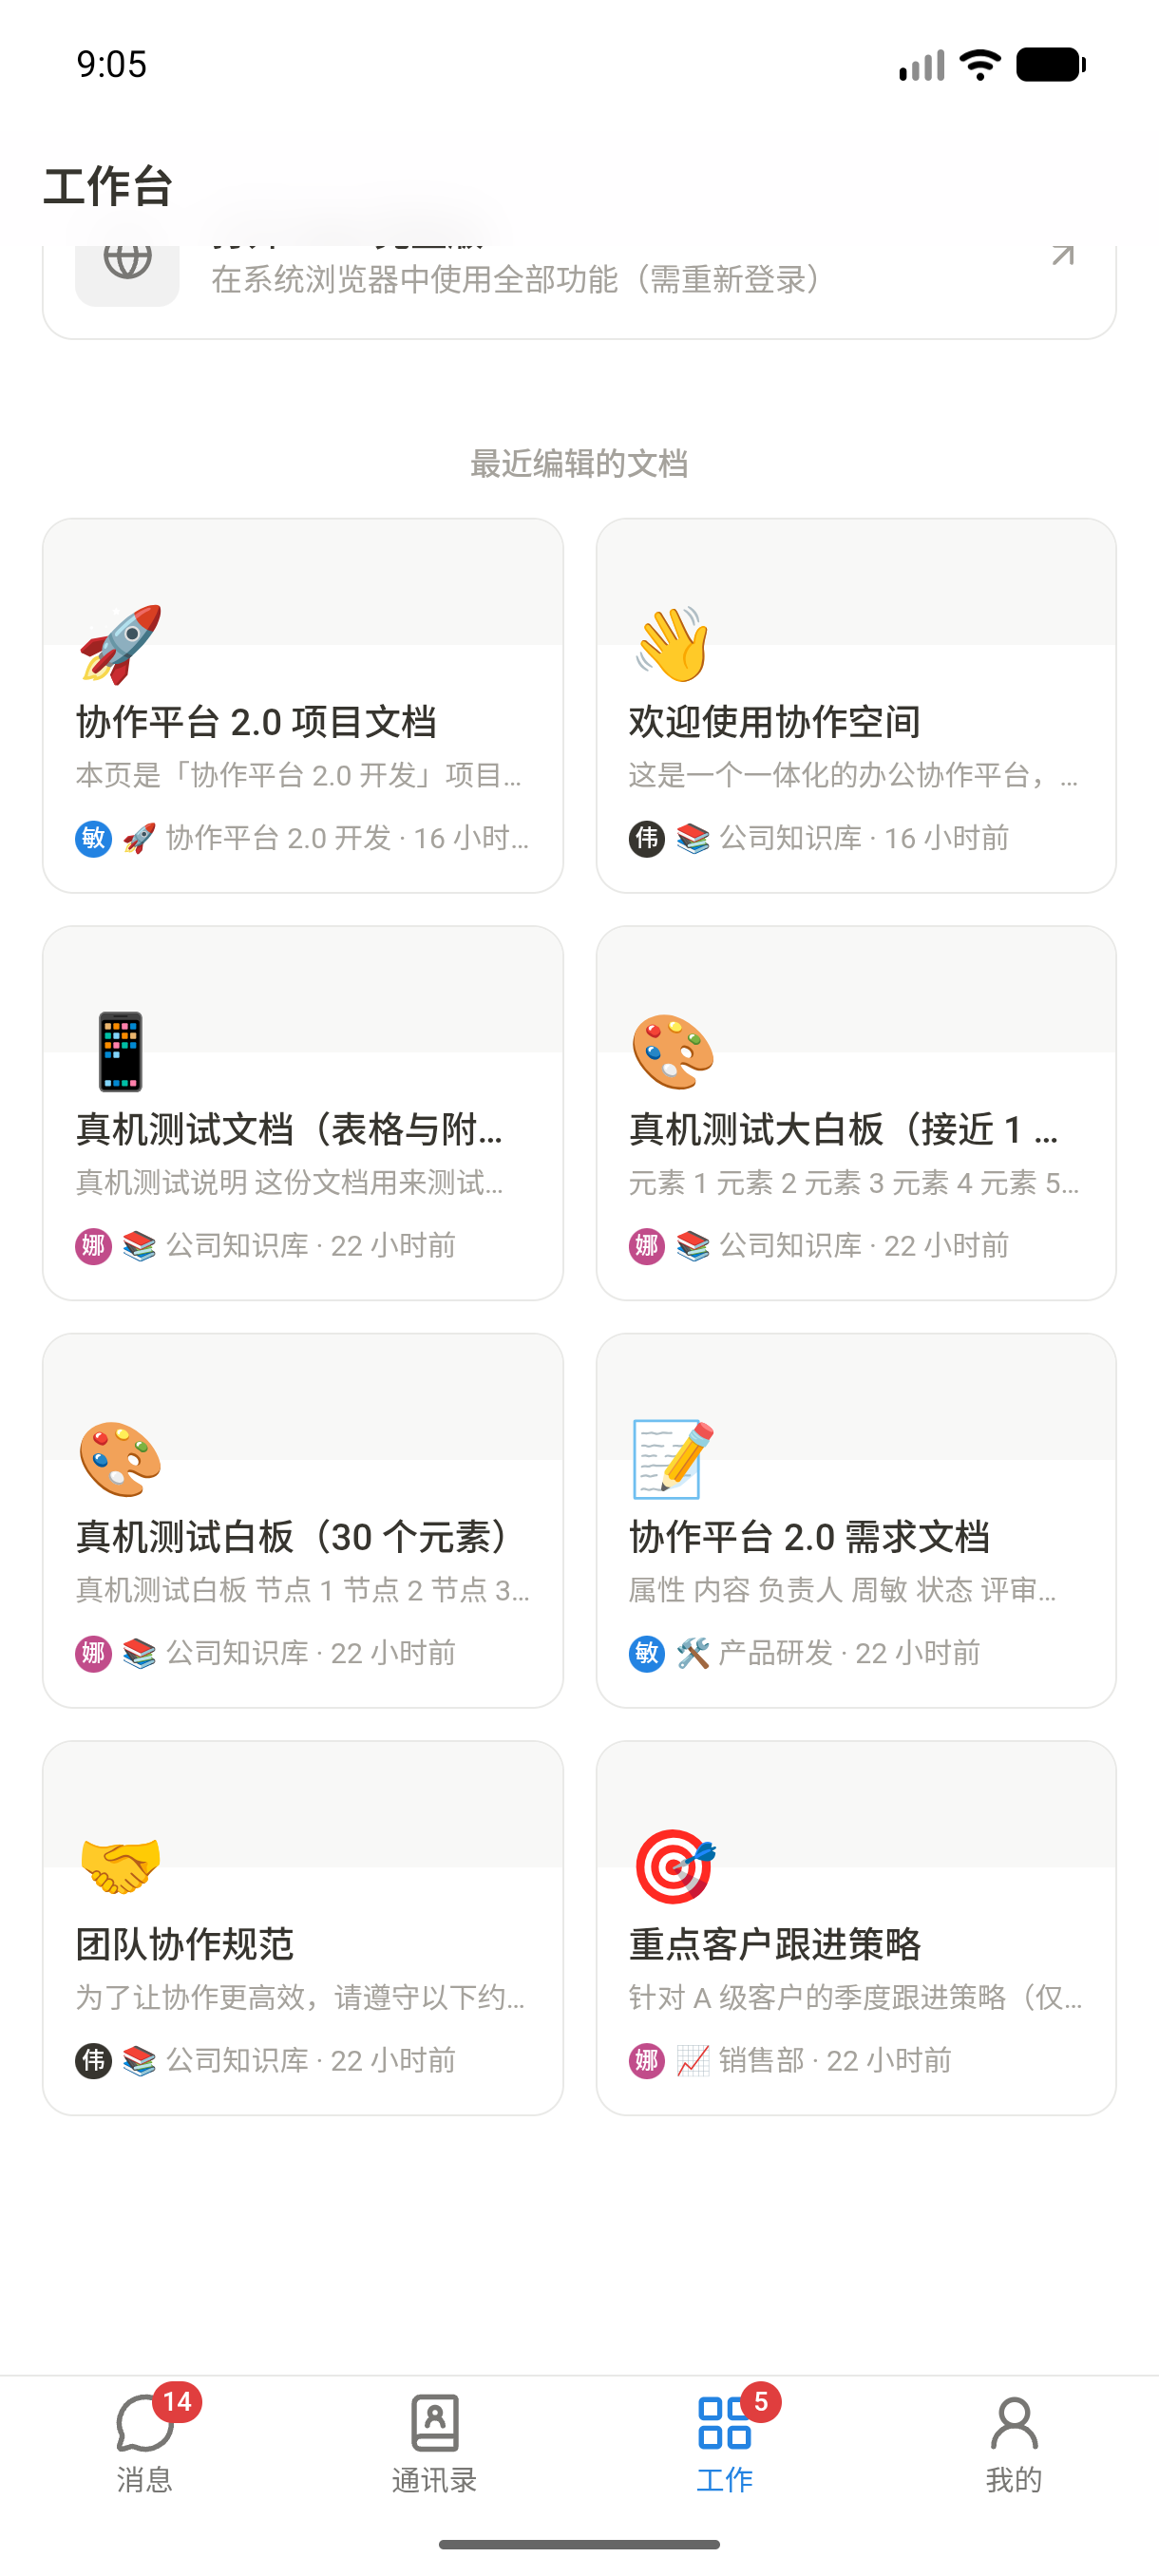 9:05
工作台
在系统浏览器中使用全部功能（需重新登录）
最近编辑的文档
协作平台 2.0 项目文档
本页是「协作平台 2.0 开发」项目...
敏 协作平台 2.0 开发 · 16 小时...
欢迎使用协作空间
这是一个一体化的办公协作平台，...
伟 公司知识库 · 16 小时前
真机测试文档（表格与附...
真机测试说明 这份文档用来测试...
娜 公司知识库 · 22 小时前
真机测试大白板（接近 1 ...
元素 1 元素 2 元素 3 元素 4 元素 5...
娜 公司知识库 · 22 小时前
真机测试白板（30 个元素）
真机测试白板 节点 1 节点 2 节点 3...
娜 公司知识库 · 22 小时前
协作平台 2.0 需求文档
属性 内容 负责人 周敏 状态 评审...
敏 产品研发 · 22 小时前
团队协作规范
为了让协作更高效，请遵守以下约...
伟 公司知识库 · 22 小时前
重点客户跟进策略
针对 A 级客户的季度跟进策略（仅...
娜 销售部 · 22 小时前
14
5
消息
通讯录
工作
我的